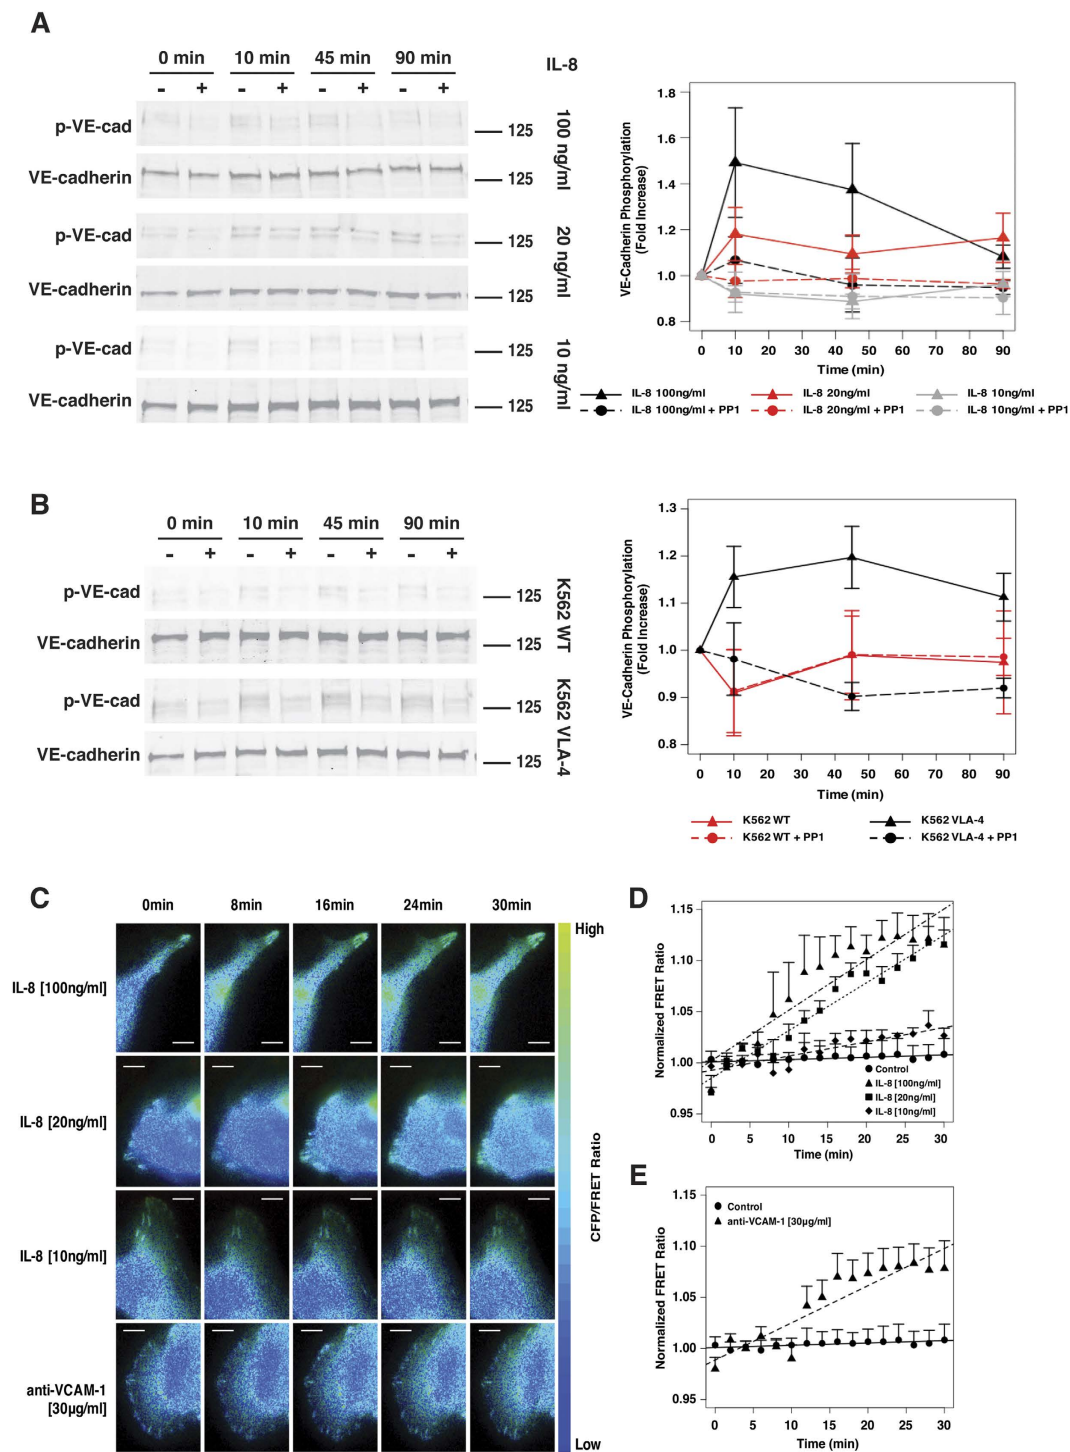 A
0 min 10 min 45 min 90 min
- + - + - + - +
IL-8
p-VE-cad
125
VE-cadherin
125
100 ng/ml
p-VE-cad
125
VE-cadherin
125
20 ng/ml
p-VE-cad
125
VE-cadherin
125
10 ng/ml
VE-Cadherin Phosphorylation
(Fold Increase)
1.8
1.6
1.4
1.2
1.0
0.8
0 10 20 30 40 50 60 70 80 90
Time (min)
IL-8 100ng/ml IL-8 20ng/ml IL-8 10ng/ml
IL-8 100ng/ml + PP1 IL-8 20ng/ml + PP1 IL-8 10ng/ml + PP1
B
0 min 10 min 45 min 90 min
- + - + - + - +
p-VE-cad
125
VE-cadherin
125
K562 WT
p-VE-cad
125
VE-cadherin
125
K562 VLA-4
VE-Cadherin Phosphorylation
(Fold Increase)
1.3
1.2
1.1
1.0
0.9
0.8
0 10 20 30 40 50 60 70 80 90
Time (min)
K562 WT K562 VLA-4
K562 WT + PP1 K562 VLA-4 + PP1
C
0min 8min 16min 24min 30min
IL-8 [100ng/ml]
IL-8 [20ng/ml]
IL-8 [10ng/ml]
anti-VCAM-1
[30µg/ml]
High
CFP/FRET Ratio
Low
D
Normalized FRET Ratio
1.15
1.10
1.05
1.00
0.95
Control
IL-8 [100ng/ml]
IL-8 [20ng/ml]
IL-8 [10ng/ml]
0 5 10 15 20 25 30
Time (min)
E
Normalized FRET Ratio
1.15
1.10
1.05
1.00
0.95
Control
anti-VCAM-1 [30µg/ml]
0 5 10 15 20 25 30
Time (min)